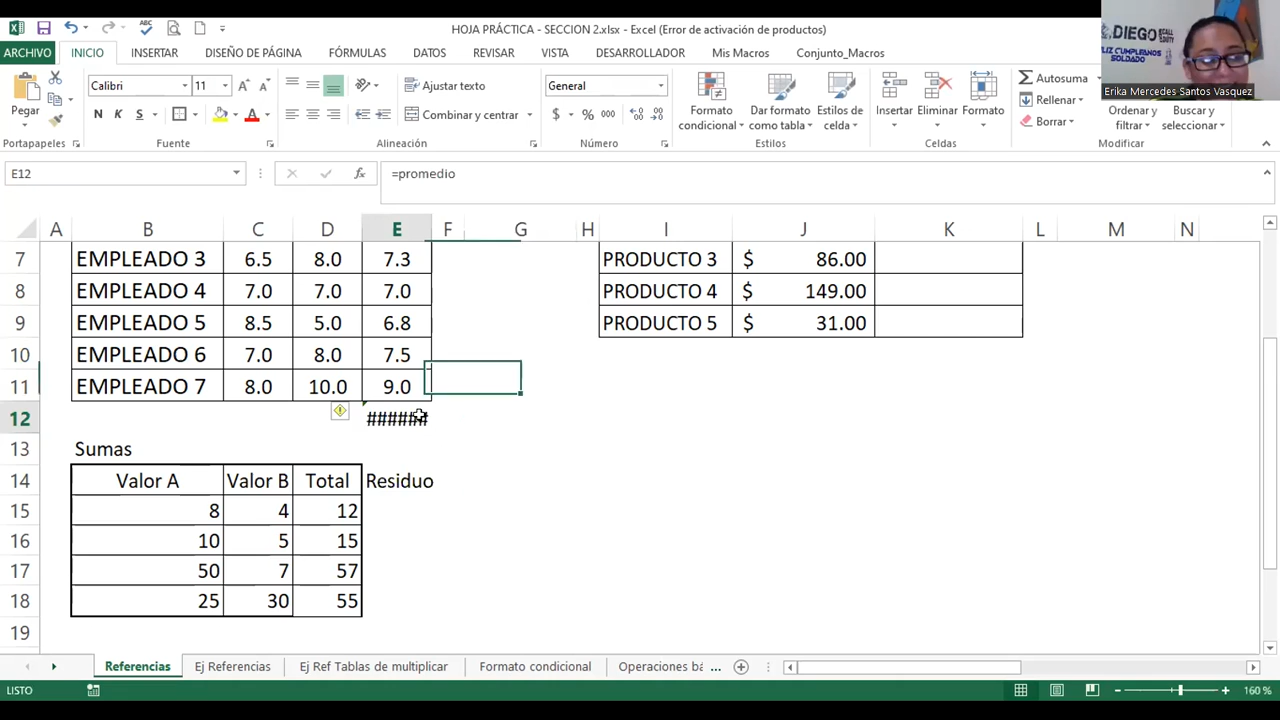 HOJA PRÁCTICA - SECCION 2.xlsx - Excel (Error de activación de productos)
ARCHIVO INICIO INSERTAR DISEÑO DE PÁGINA FÓRMULAS DATOS REVISAR VISTA DESARROLLADOR Mis Macros Conjunto_Macros
DIEGO
FELIZ CUMPLEAÑOS
SOLDADO
Erika Mercedes Santos Vasquez
Pegar
Calibri 11
N K S
Ajustar texto
Combinar y centrar
General
$ % 000
Formato condicional
Dar formato como tabla
Estilos de celda
Insertar
Eliminar
Formato
Autosuma
Rellenar
Borrar
Ordenar y filtrar
Buscar y seleccionar
Portapapeles Fuente Alineación Número Estilos Celdas Modificar
E12 fx =promedio
A B C D E F G H I J K L M N
7 EMPLEADO 3 6.5 8.0 7.3 PRODUCTO 3 $ 86.00
8 EMPLEADO 4 7.0 7.0 7.0 PRODUCTO 4 $ 149.00
9 EMPLEADO 5 8.5 5.0 6.8 PRODUCTO 5 $ 31.00
10 EMPLEADO 6 7.0 8.0 7.5
11 EMPLEADO 7 8.0 10.0 9.0
12 ######
13 Sumas
14 Valor A Valor B Total Residuo
15 8 4 12
16 10 5 15
17 50 7 57
18 25 30 55
19
Referencias Ej Referencias Ej Ref Tablas de multiplicar Formato condicional Operaciones bá ...
LISTO 160 %